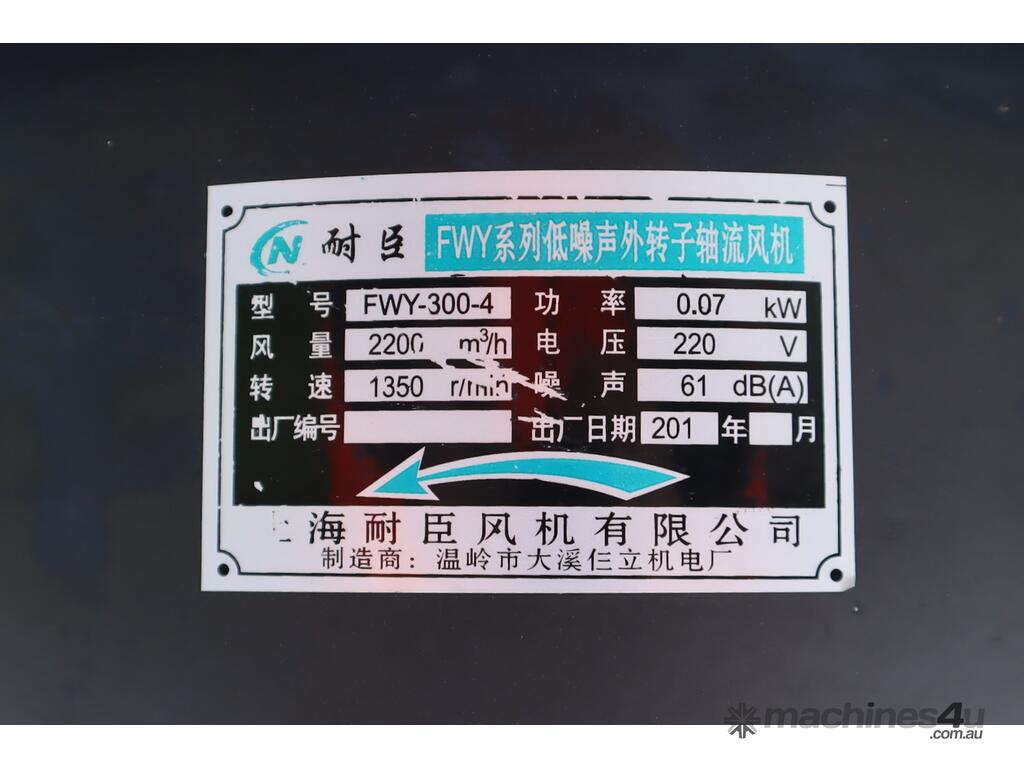 N 耐臣 FWY系列低噪声外转子轴流风机
型号 FWY-300-4 功率 0.07 kW
风量 2200 m³/h 电压 220 V
转速 1350 r/min 噪声 61 dB(A)
出厂编号 出厂日期 201 年 月
上海耐臣风机有限公司
制造商：温岭市大溪仨立机电厂
machines4u
.com.au